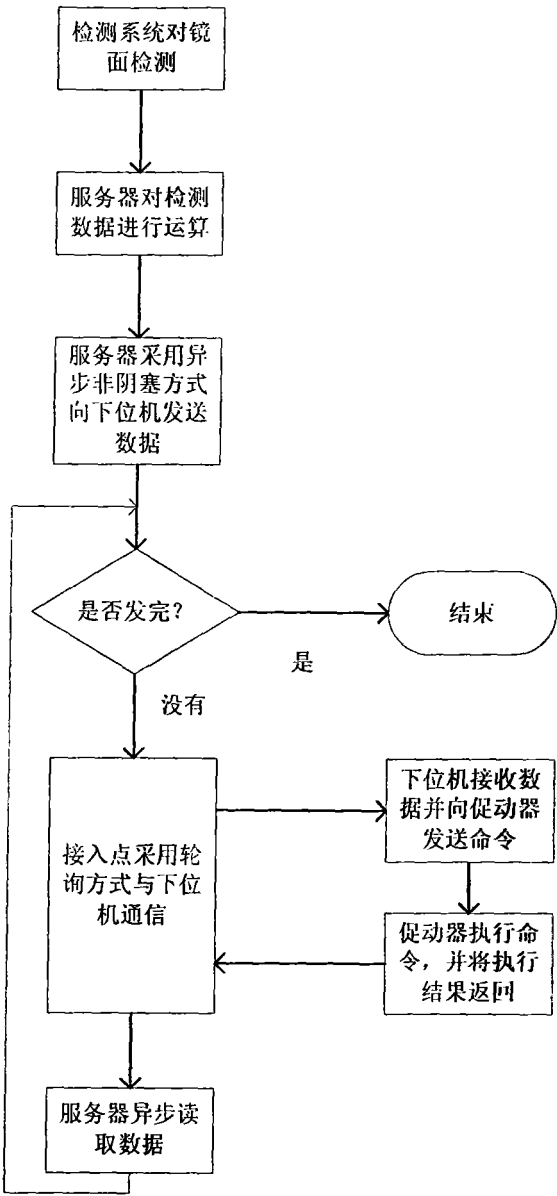 检测系统对镜
面检测
服务器对检测
数据进行运算
服务器采用异
步非阴塞方式
向下位机发送
数据
是否发完?
结束
是
没有
下位机接收数
据并向促动器
发送命令
接入点采用轮
询方式与下位
机通信
促动器执行命
令，并将执行
结果返回
服务器异步读
取数据